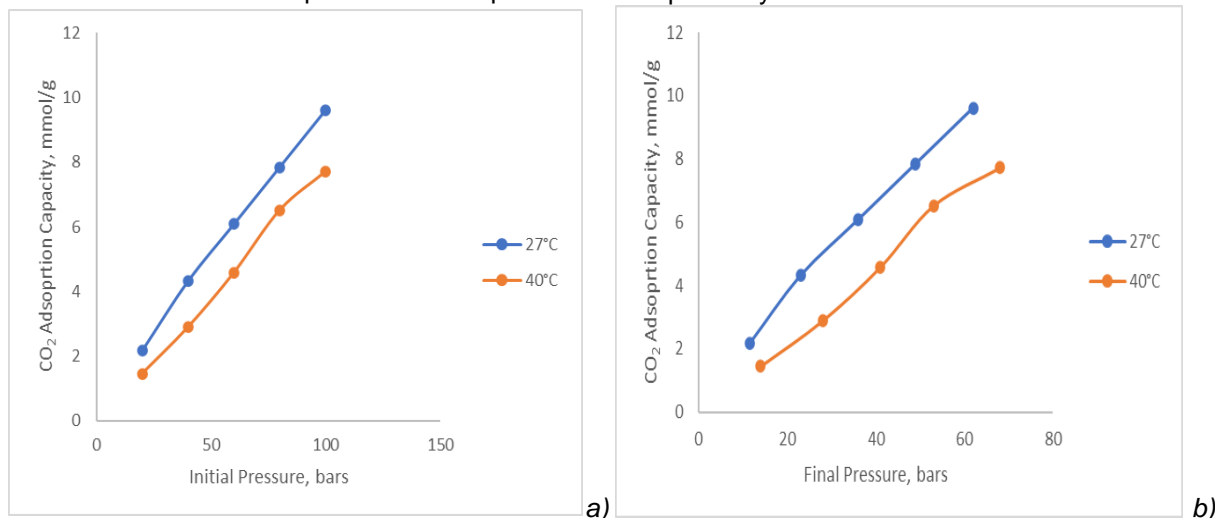 CO₂ Adsoprtion Capacity, mmol/g
12
10
8
6
4
2
0
0 50 100 150
Initial Pressure, bars
27°C
40°C
a)
CO₂ Adsoprtion Capacity, mmol/g
12
10
8
6
4
2
0
0 20 40 60 80
Final Pressure, bars
27°C
40°C
b)